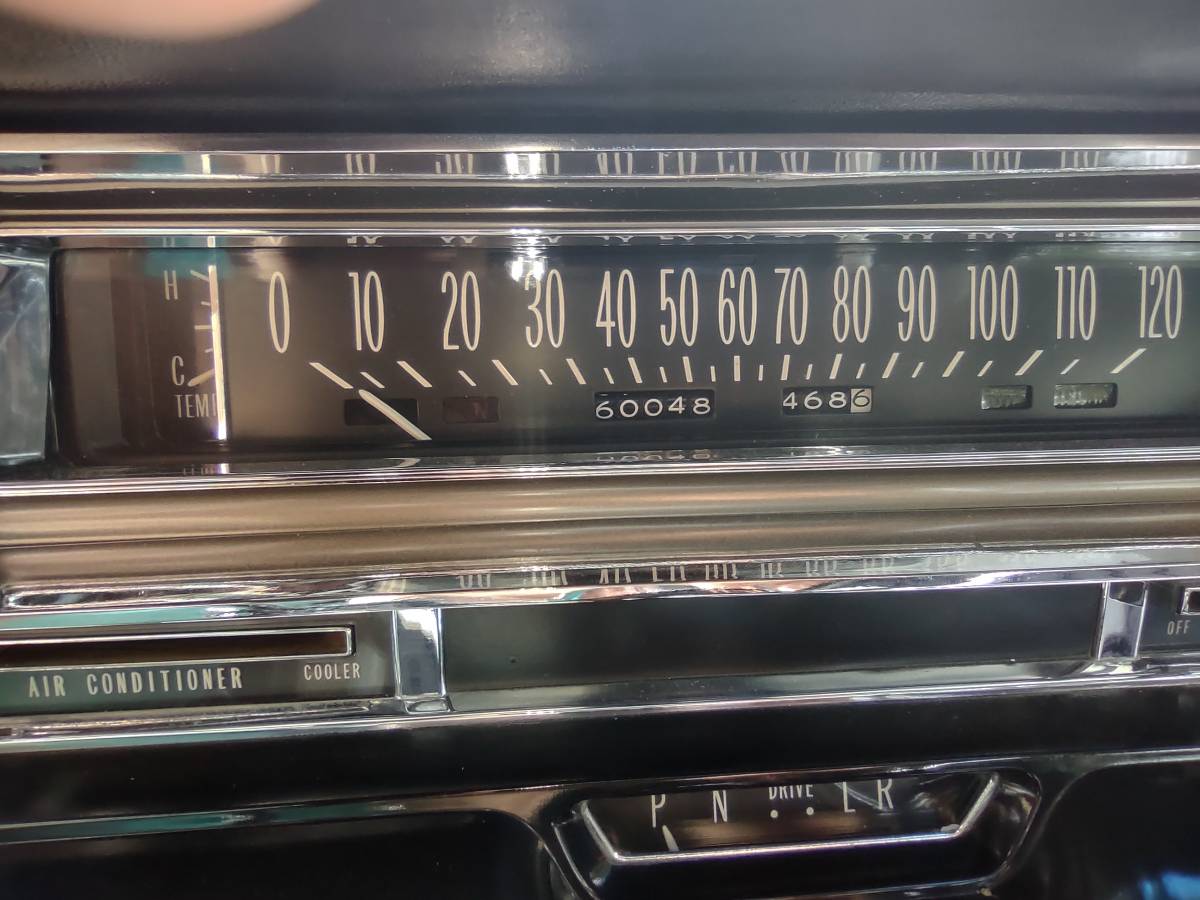 H
0 10 20 30 40 50 60 70 80 90 100 110 120
C
TEMP
60048 4686
OFF
COOLER
AIR CONDITIONER
P N DRIVE L R